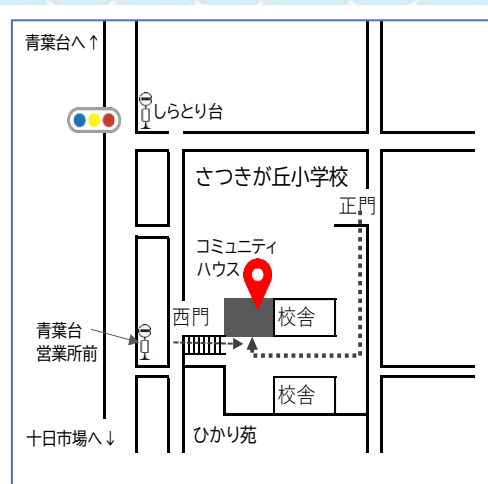 青葉台へ↑
しらとり台
さつきが丘小学校
正門
コミュニティ
ハウス
西門
校舎
青葉台
営業所前
校舎
十日市場へ↓
ひかり苑